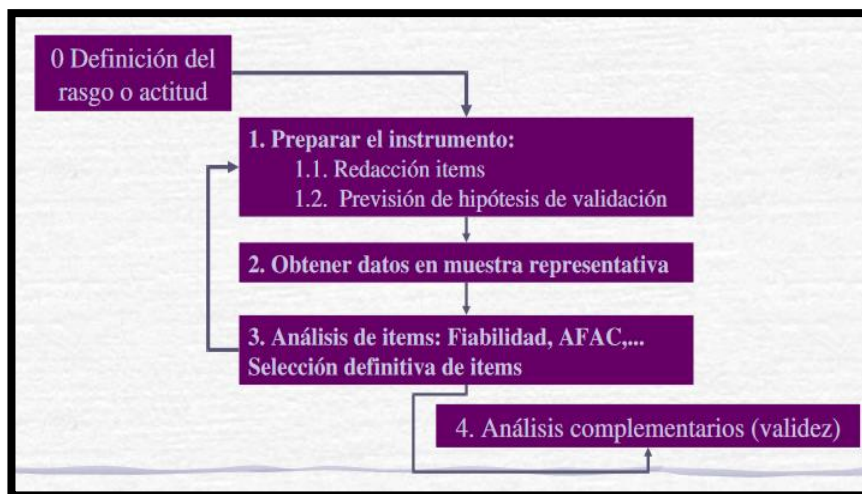 0 Definición del
rasgo o actitud
1. Preparar el instrumento:
1.1. Redacción items
1.2. Previsión de hipótesis de validación
2. Obtener datos en muestra representativa
3. Análisis de items: Fiabilidad, AFAC,...
Selección definitiva de items
4. Análisis complementarios (validez)